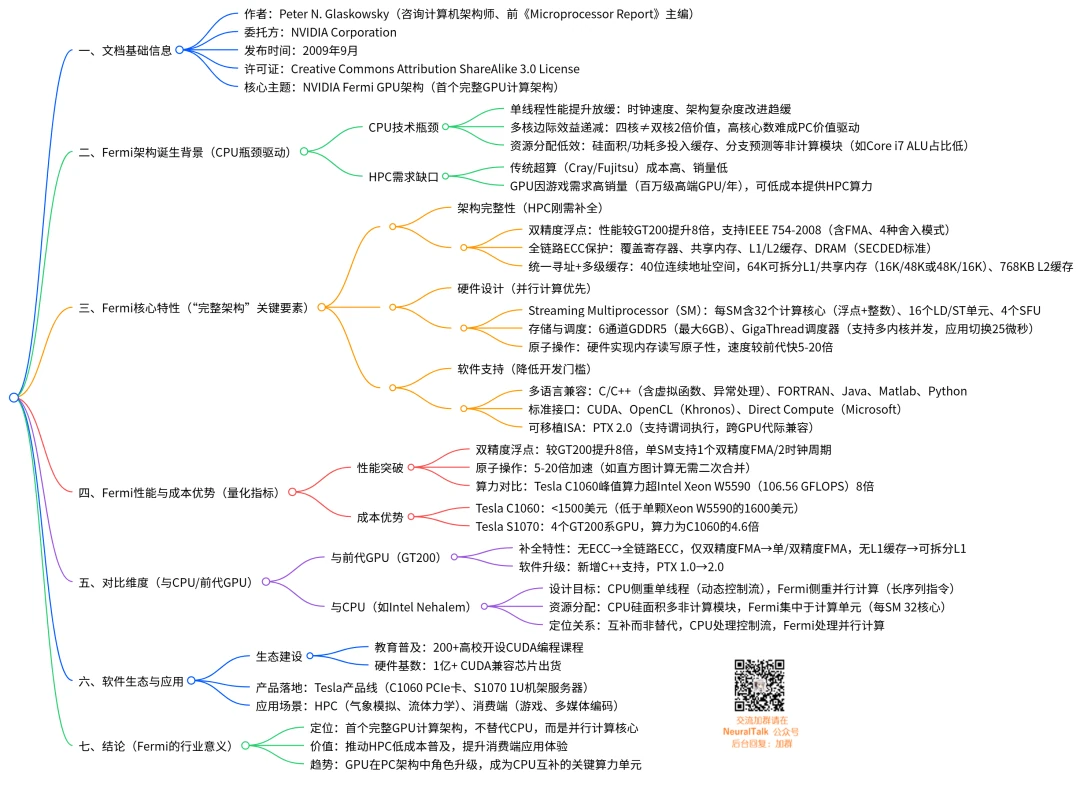 一、文档基础信息
作者：Peter N. Glaskowsky（咨询计算机架构师、前《Microprocessor Report》主编）
委托方：NVIDIA Corporation
发布时间：2009年9月
许可证：Creative Commons Attribution ShareAlike 3.0 License
核心主题：NVIDIA Fermi GPU架构（首个完整GPU计算架构）
二、Fermi架构诞生背景（CPU瓶颈驱动）
CPU技术瓶颈
单线程性能提升放缓：时钟速度、架构复杂度改进趋缓
多核边际效益递减：四核≠双核2倍价值，高核心数难成PC价值驱动
资源分配低效：硅面积/功耗多投入缓存、分支预测等非计算模块（如Core i7 ALU占比低）
HPC需求缺口
传统超算（Cray/Fujitsu）成本高、销量低
GPU因游戏需求高销量（百万级高端GPU/年），可低成本提供HPC算力
三、Fermi核心特性（“完整架构”关键要素）
架构完整性（HPC刚需补全）
双精度浮点：性能较GT200提升8倍，支持IEEE 754-2008（含FMA、4种舍入模式）
全链路ECC保护：覆盖寄存器、共享内存、L1/L2缓存、DRAM（SECDED标准）
统一寻址+多级缓存：40位连续地址空间，64K可拆分L1/共享内存（16K/48K或48K/16K）、768KB L2缓存
硬件设计（并行计算优先）
Streaming Multiprocessor（SM）：每SM含32个计算核心（浮点+整数）、16个LD/ST单元、4个SFU
存储与调度：6通道GDDR5（最大6GB）、GigaThread调度器（支持多内核并发，应用切换25微秒）
原子操作：硬件实现内存读写原子性，速度较前代快5-20倍
软件支持（降低开发门槛）
多语言兼容：C/C++（含虚拟函数、异常处理）、FORTRAN、Java、Matlab、Python
标准接口：CUDA、OpenCL（Khronos）、Direct Compute（Microsoft）
可移植ISA：PTX 2.0（支持谓词执行，跨GPU代际兼容）
四、Fermi性能与成本优势（量化指标）
性能突破
双精度浮点：较GT200提升8倍，单SM支持1个双精度FMA/2时钟周期
原子操作：5-20倍加速（如直方图计算无需二次合并）
算力对比：Tesla C1060峰值算力超Intel Xeon W5590（106.56 GFLOPS）8倍
成本优势
Tesla C1060：<1500美元（低于单颗Xeon W5590的1600美元）
Tesla S1070：4个GT200系GPU，算力为C1060的4.6倍
五、对比维度（与CPU/前代GPU）
与前代GPU（GT200）
补全特性：无ECC→全链路ECC，仅双精度FMA→单/双精度FMA，无L1缓存→可拆分L1
软件升级：新增C++支持，PTX 1.0→2.0
与CPU（如Intel Nehalem）
设计目标：CPU侧重单线程（动态控制流），Fermi侧重并行计算（长序列指令）
资源分配：CPU硅面积多非计算模块，Fermi集中于计算单元（每SM 32核心）
定位关系：互补而非替代，CPU处理控制流，Fermi处理并行计算
六、软件生态与应用
生态建设
教育普及：200+高校开设CUDA编程课程
硬件基数：1亿+ CUDA兼容芯片出货
产品落地：Tesla产品线（C1060 PCIe卡、S1070 1U机架服务器）
应用场景：HPC（气象模拟、流体力学）、消费端（游戏、多媒体编码）
七、结论（Fermi的行业意义）
定位：首个完整GPU计算架构，不替代CPU，而是并行计算核心
价值：推动HPC低成本普及，提升消费端应用体验
趋势：GPU在PC架构中角色升级，成为CPU互补的关键算力单元
交流加群请在
NeuralTalk 公众号
后台回复：加群